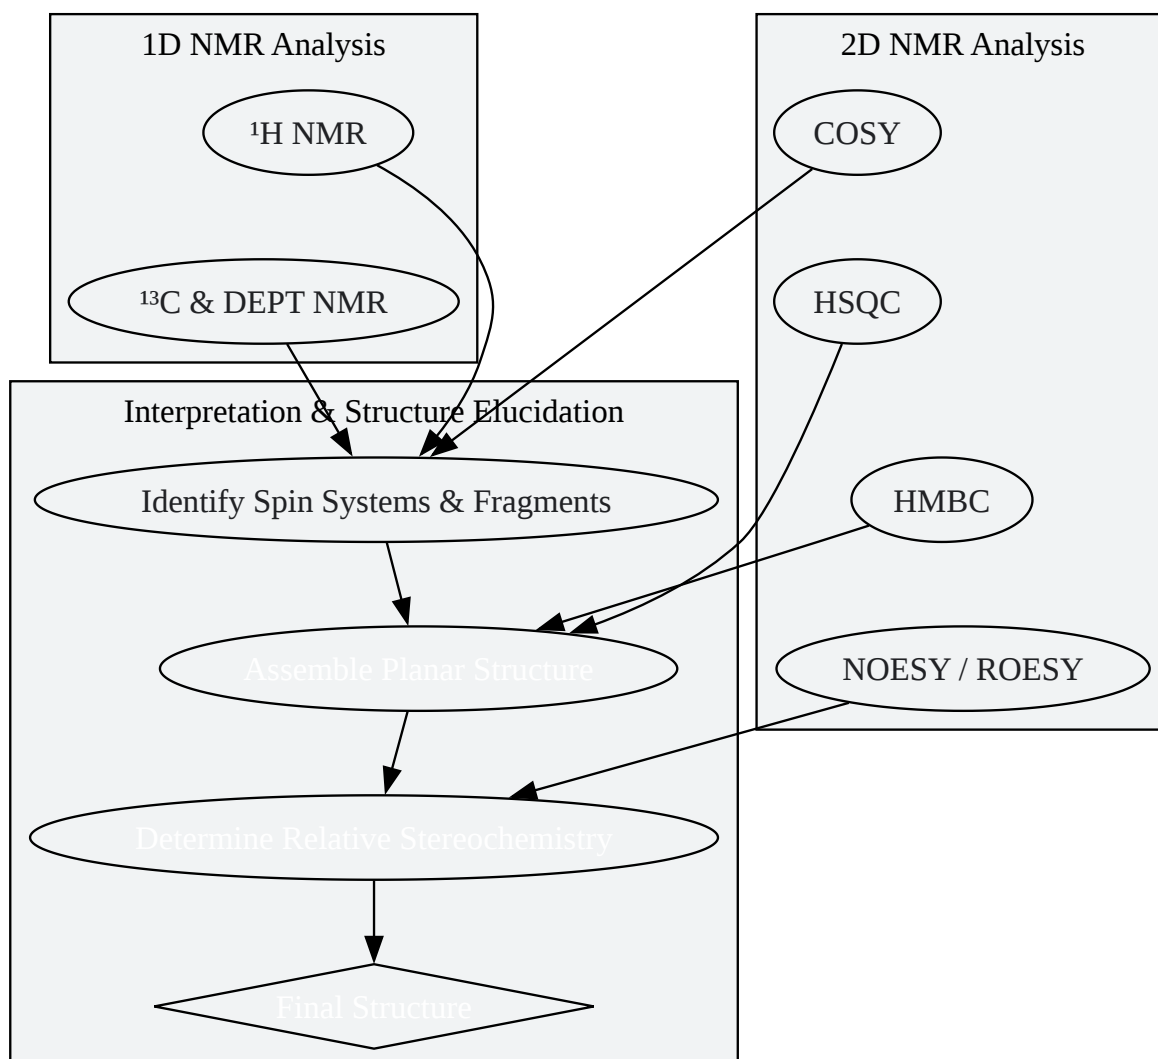 1D NMR Analysis
¹H NMR
¹³C & DEPT NMR
2D NMR Analysis
COSY
HSQC
HMBC
NOESY / ROESY
Interpretation & Structure Elucidation
Identify Spin Systems & Fragments
Assemble Planar Structure
Determine Relative Stereochemistry
Final Structure